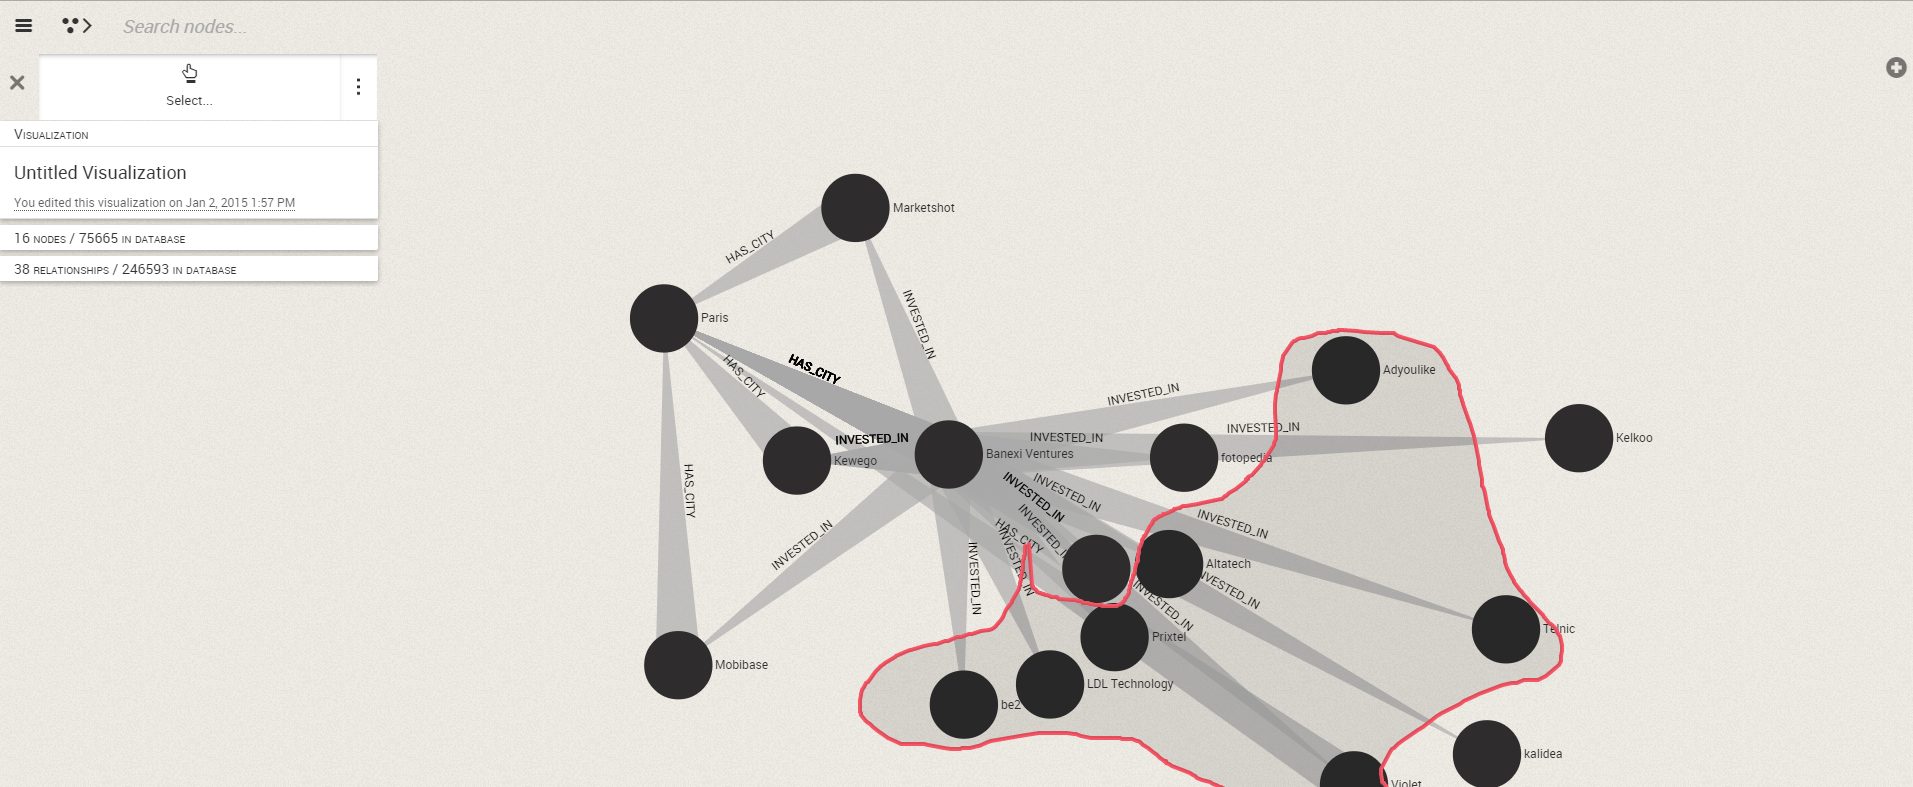 Search nodes...
Select...
Visualization
Untitled Visualization
You edited this visualization on Jan 2, 2015 1:57 PM
16 nodes / 75665 in database
38 relationships / 246593 in database
Marketshot
HAS_CITY
INVESTED_IN
Paris
HAS_CITY
HAS_CITY
Adyoulike
INVESTED_IN
INVESTED_IN
Kewego
Banexi Ventures
INVESTED_IN
fotopedia
INVESTED_IN
Kelkoo
HAS_CITY
INVESTED_IN
INVESTED_IN
INVESTED_IN
INVESTED_IN
INVESTED_IN
HAS_CITY
INVESTED_IN
INVESTED_IN
Altatech
INVESTED_IN
INVESTED_IN
Telnic
Prixtel
Mobibase
LDL Technology
be2
kalidea
Violet